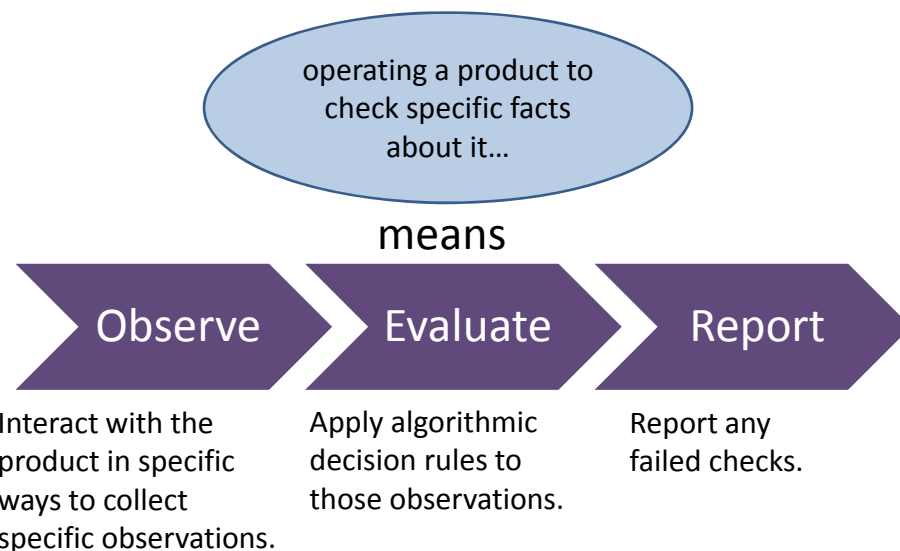 operating a product to
check specific facts
about it…
means
Observe
Evaluate
Report
Interact with the
product in specific
ways to collect
specific observations.
Apply algorithmic
decision rules to
those observations.
Report any
failed checks.